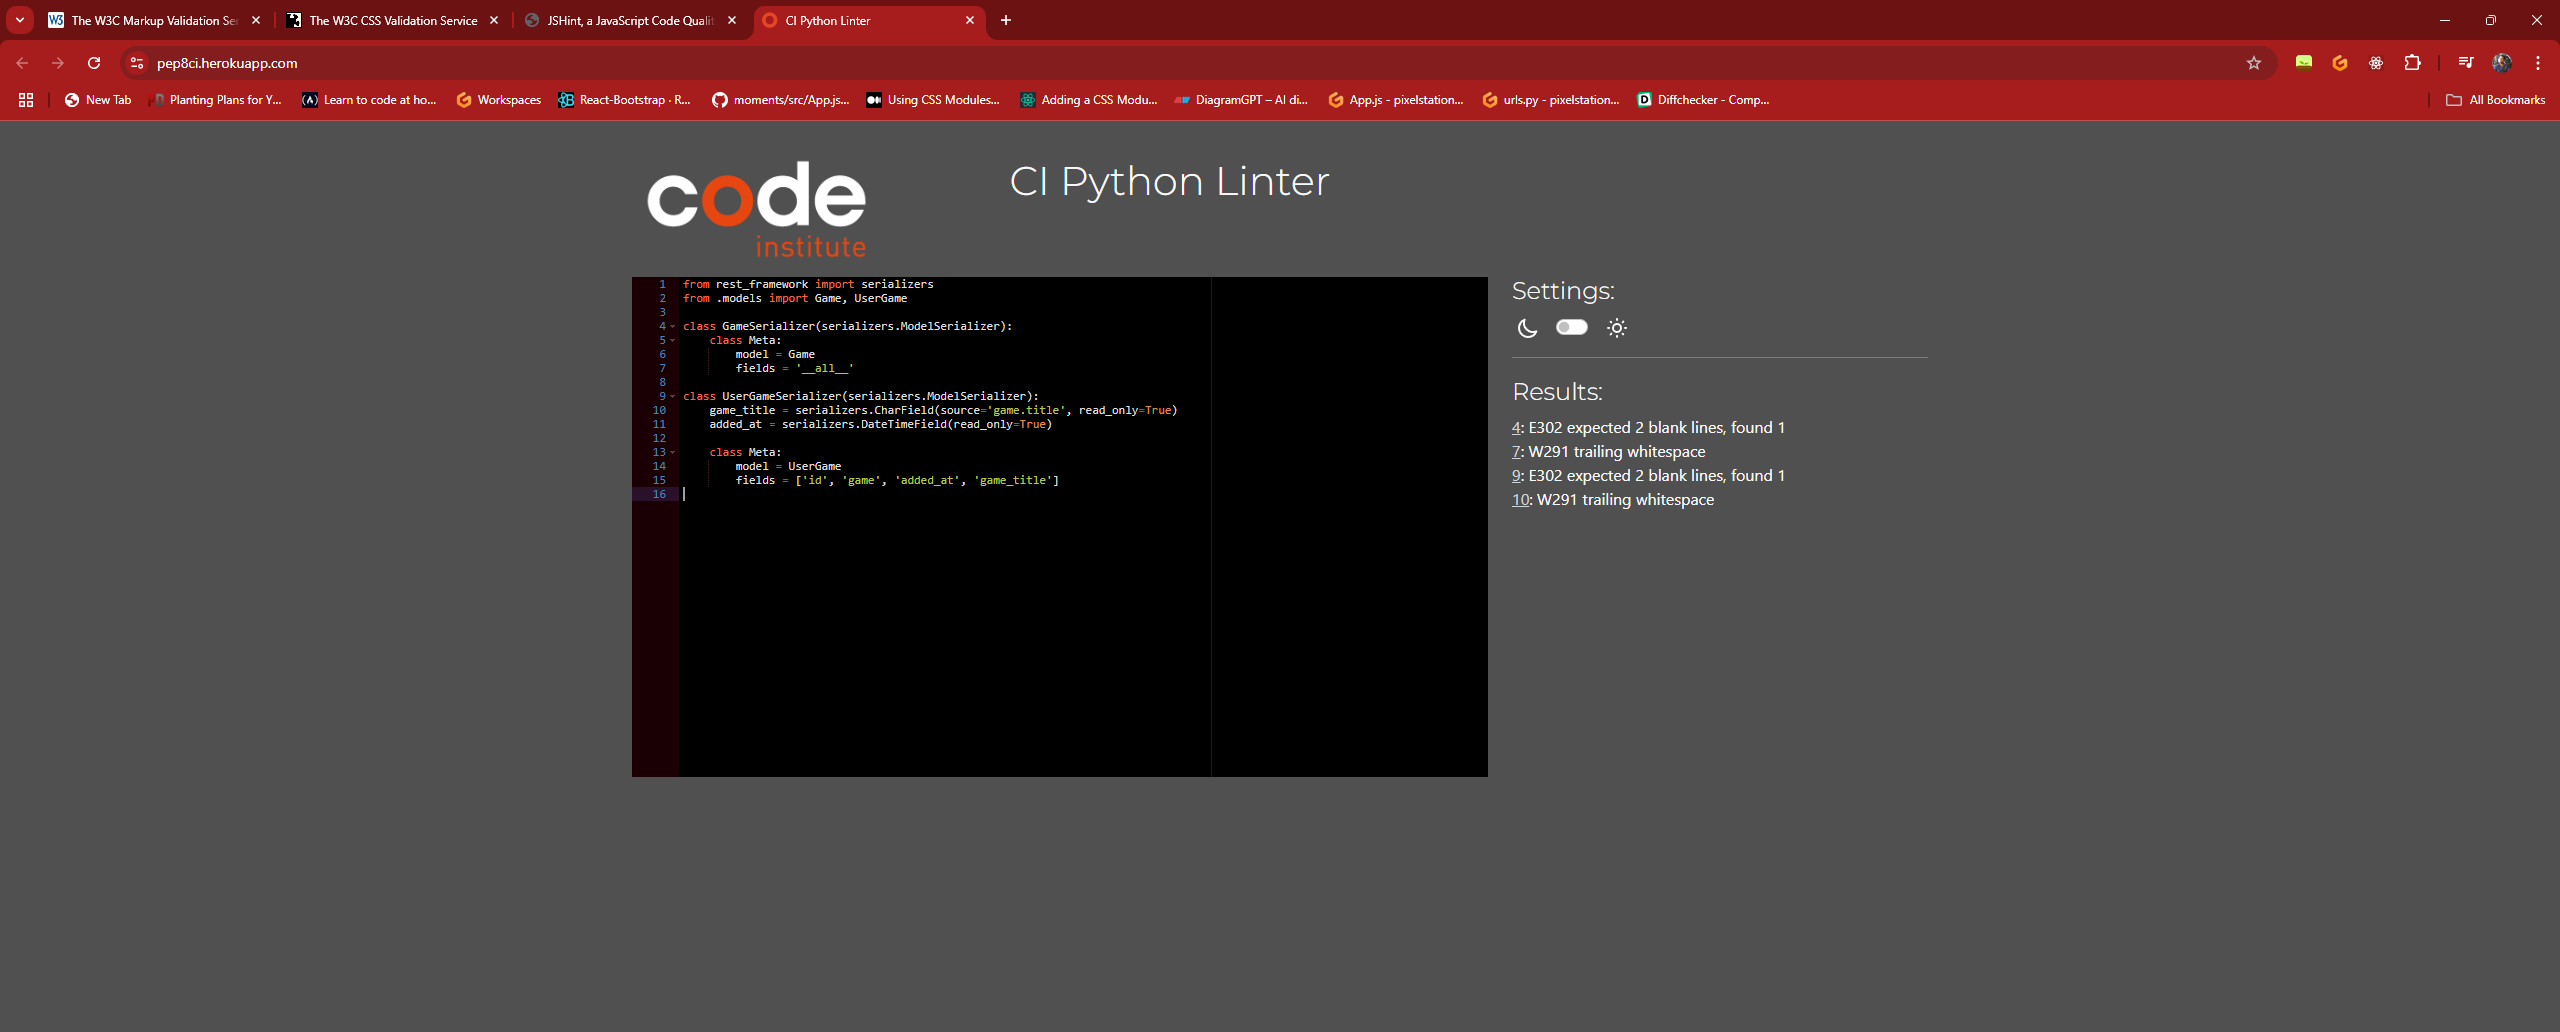 The W3C Markup Validation Se
The W3C CSS Validation Service
JSHint, a JavaScript Code Qualit
CI Python Linter
pep8ci.herokuapp.com
New Tab
Planting Plans for Y...
Learn to code at ho...
Workspaces
React-Bootstrap · R...
moments/src/App.js...
Using CSS Modules...
Adding a CSS Modu...
DiagramGPT – AI di...
App.js - pixelstation...
urls.py - pixelstation...
Diffchecker - Comp...
All Bookmarks
code
institute
CI Python Linter
1 from rest_framework import serializers
2 from .models import Game, UserGame
3
4 class GameSerializer(serializers.ModelSerializer):
5     class Meta:
6         model = Game
7         fields = '__all__'
8
9 class UserGameSerializer(serializers.ModelSerializer):
10     game_title = serializers.CharField(source='game.title', read_only=True)
11     added_at = serializers.DateTimeField(read_only=True)
12
13     class Meta:
14         model = UserGame
15         fields = ['id', 'game', 'added_at', 'game_title']
16
Settings:
Results:
4: E302 expected 2 blank lines, found 1
7: W291 trailing whitespace
9: E302 expected 2 blank lines, found 1
10: W291 trailing whitespace